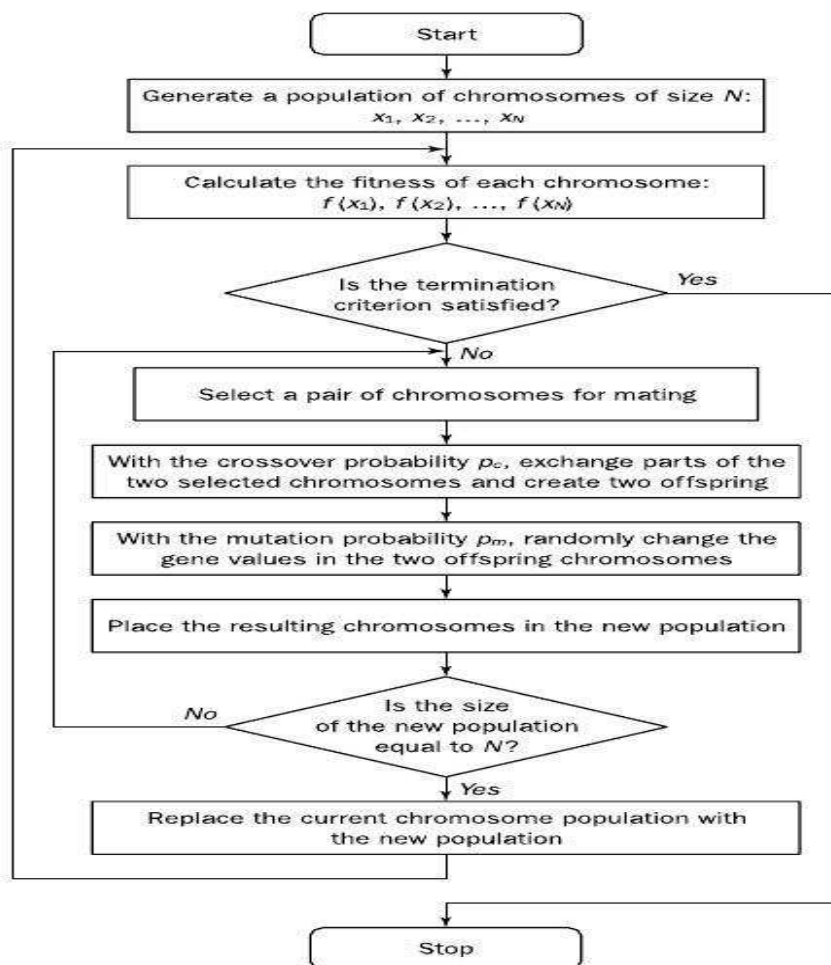 Start
Generate a population of chromosomes of size N:
x₁, x₂, ..., x_N
Calculate the fitness of each chromosome:
f (x₁), f (x₂), ..., f (x_N)
Is the termination
criterion satisfied?
Yes
No
Select a pair of chromosomes for mating
With the crossover probability p_c, exchange parts of the
two selected chromosomes and create two offspring
With the mutation probability p_m, randomly change the
gene values in the two offspring chromosomes
Place the resulting chromosomes in the new population
Is the size
of the new population
equal to N?
No
Yes
Replace the current chromosome population with
the new population
Stop